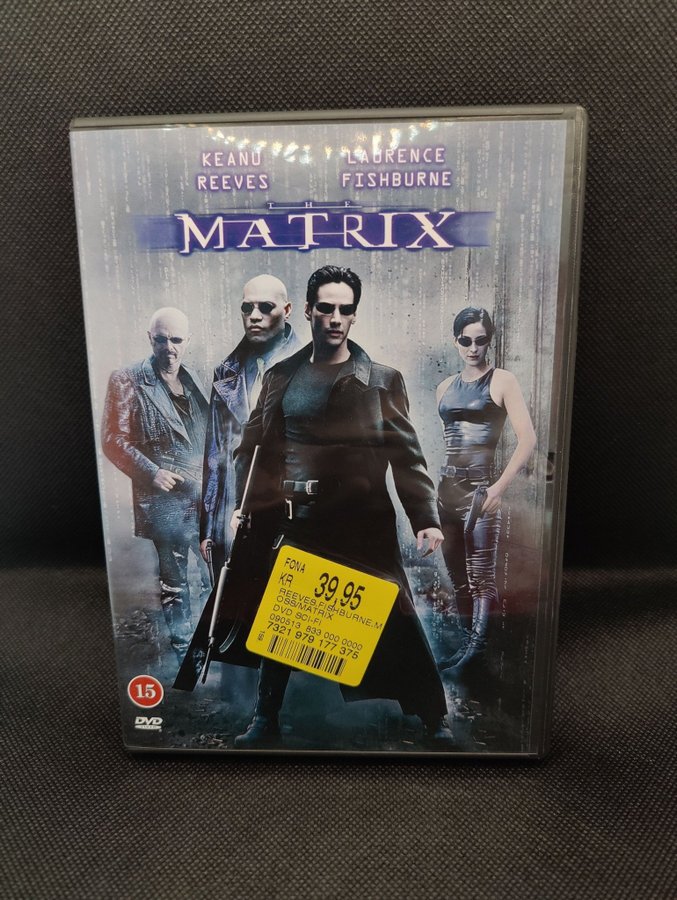 KEANU
REEVES
LAURENCE
FISHBURNE
THE
MATRIX
FONA
KR 39,95
REEVES,FISHBURNE,M
OSS/MATRIX
DVD SCI-FI
090513 833 000 0000
7321 979 177 375
15
DVD